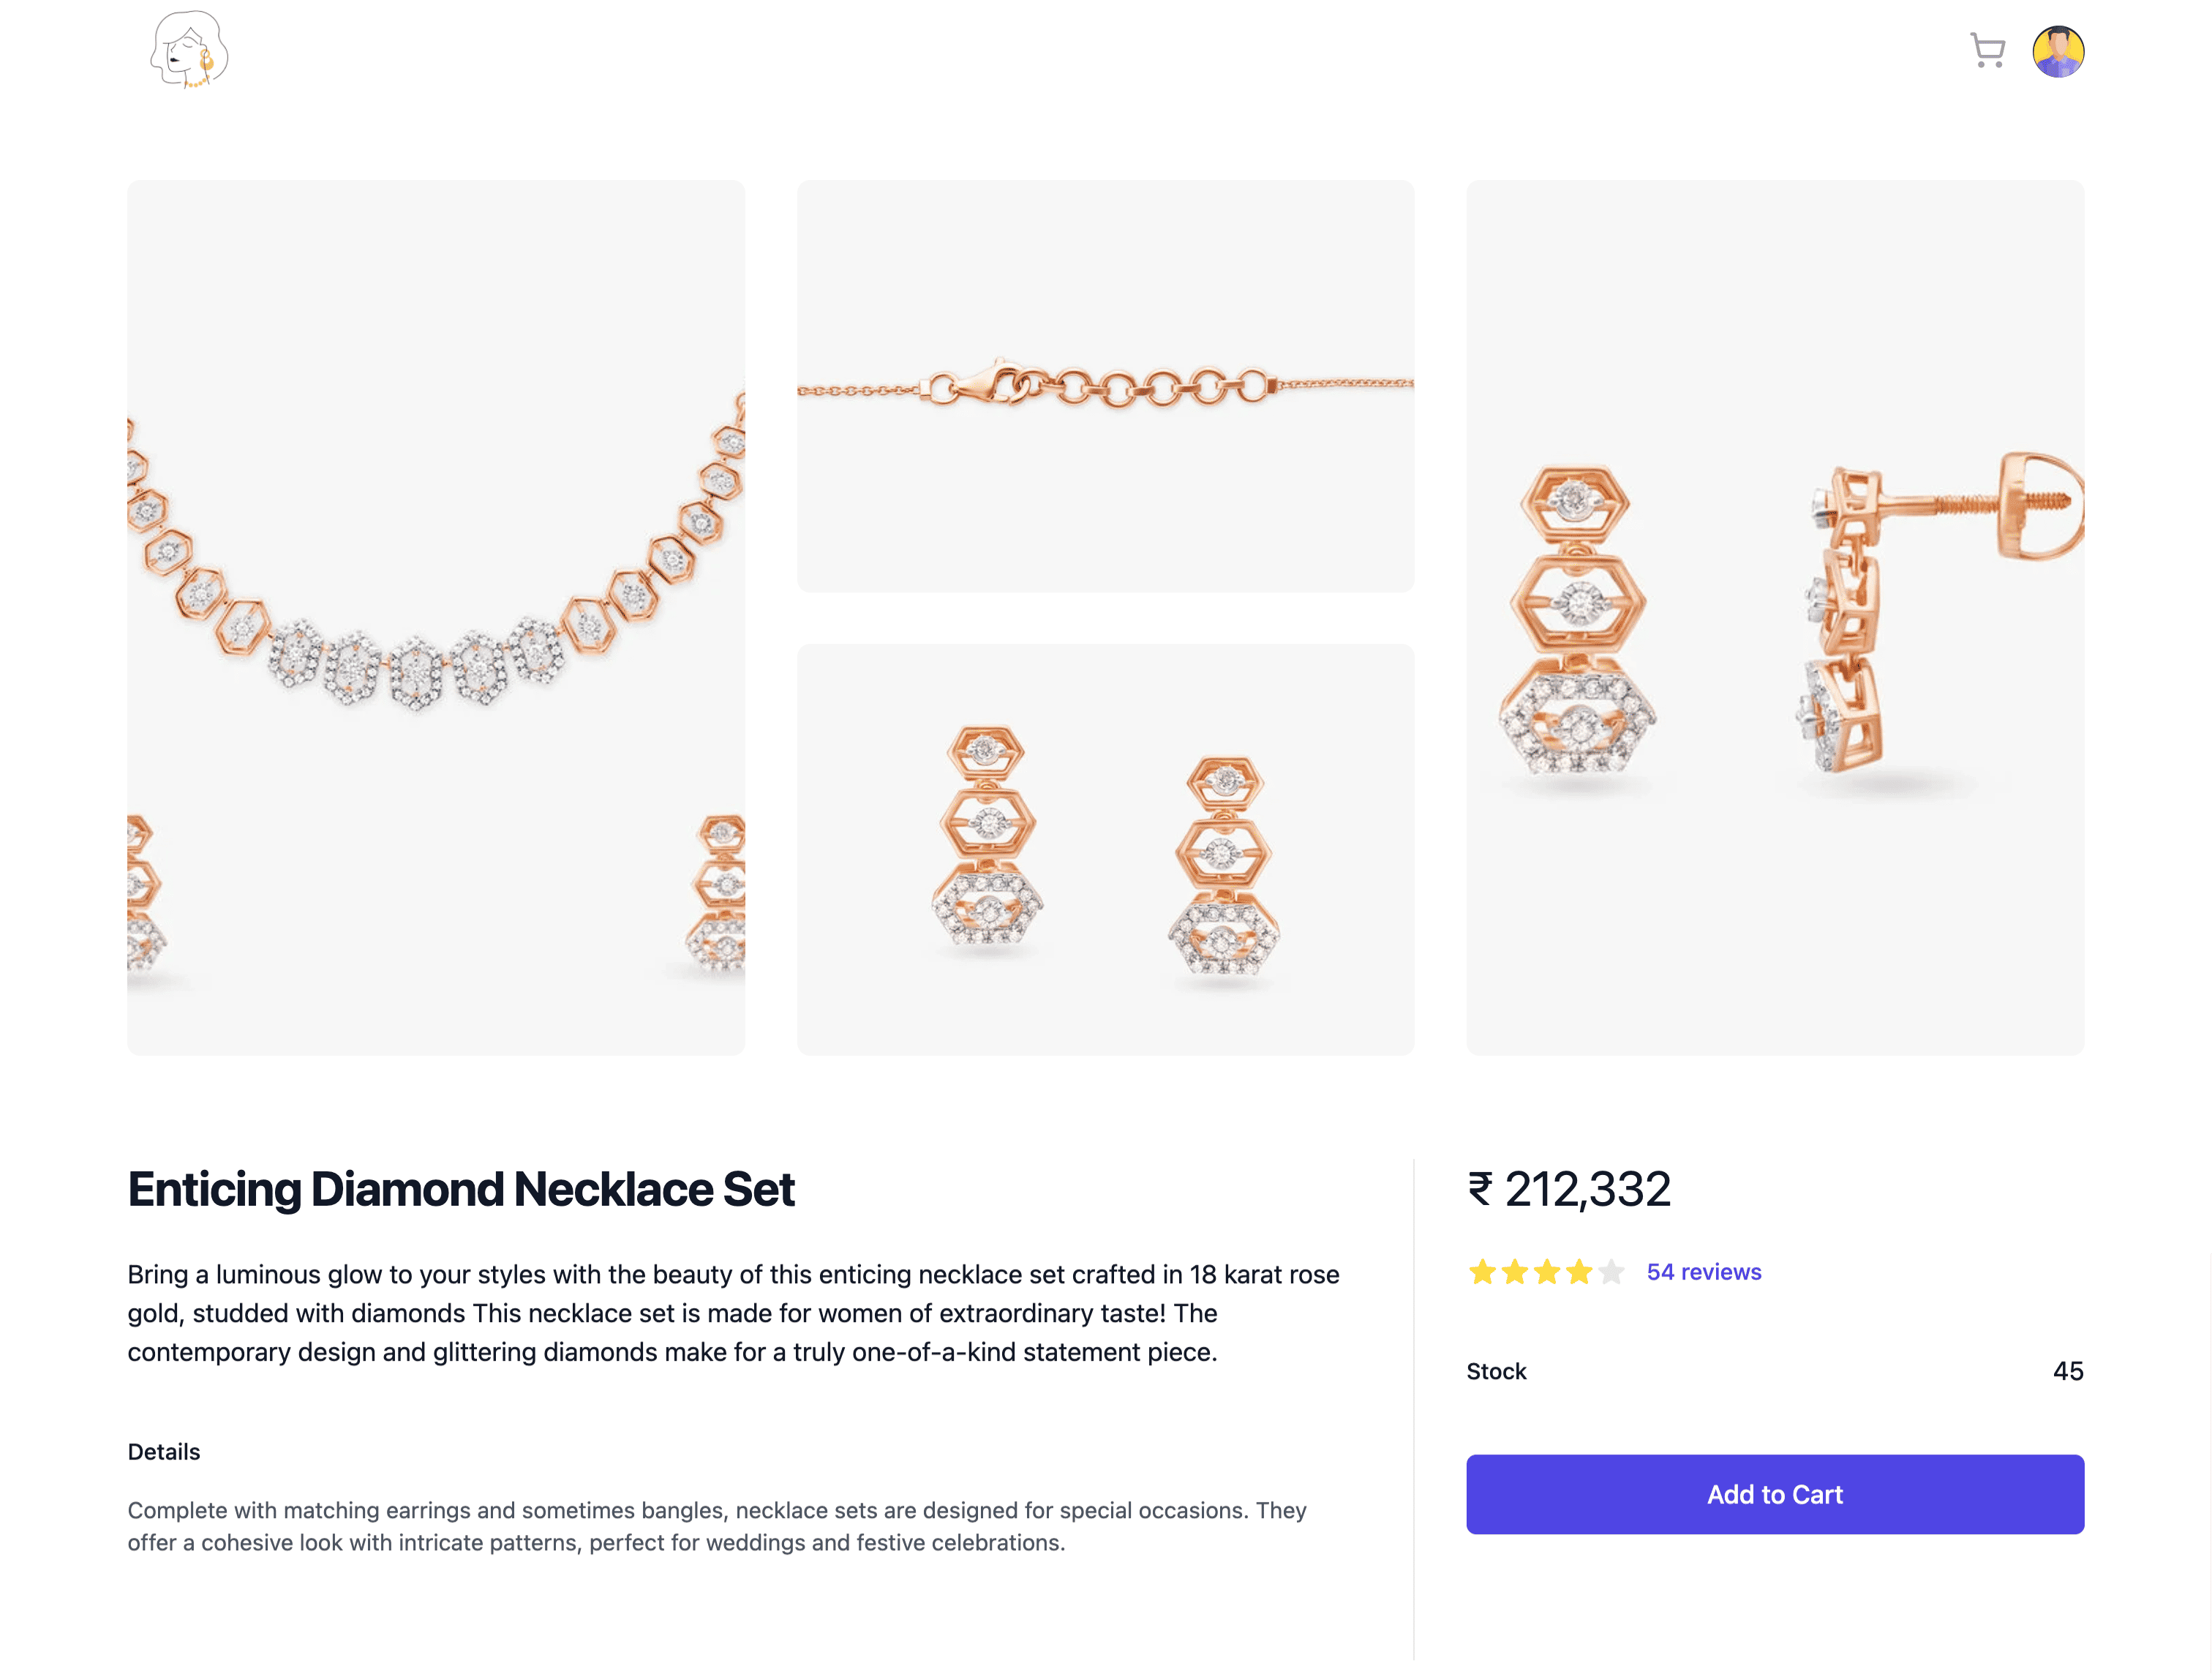 Enticing Diamond Necklace Set
Bring a luminous glow to your styles with the beauty of this enticing necklace set crafted in 18 karat rose
gold, studded with diamonds This necklace set is made for women of extraordinary taste! The
contemporary design and glittering diamonds make for a truly one-of-a-kind statement piece.
Details
Complete with matching earrings and sometimes bangles, necklace sets are designed for special occasions. They
offer a cohesive look with intricate patterns, perfect for weddings and festive celebrations.
₹ 212,332
54 reviews
Stock 45
Add to Cart